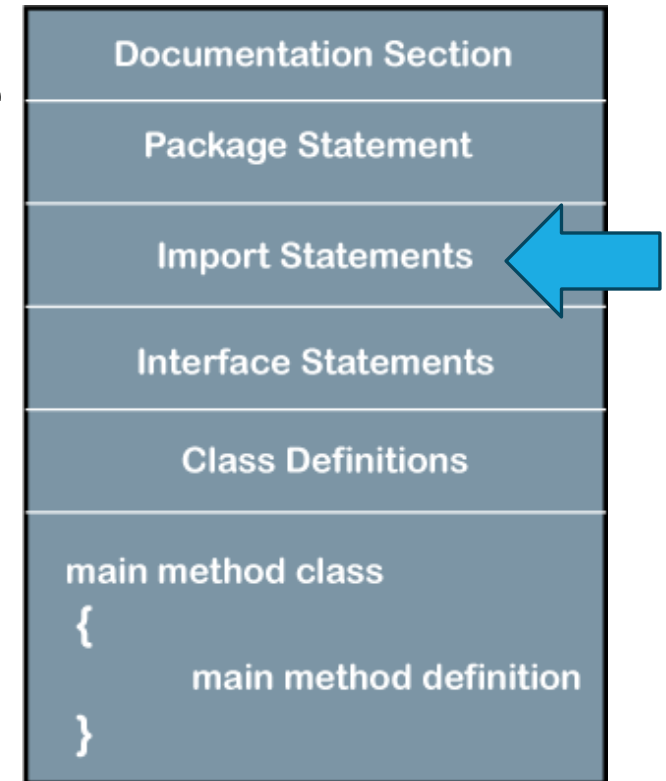 Documentation Section
Package Statement
Import Statements
Interface Statements
Class Definitions
main method class
{
main method definition
}